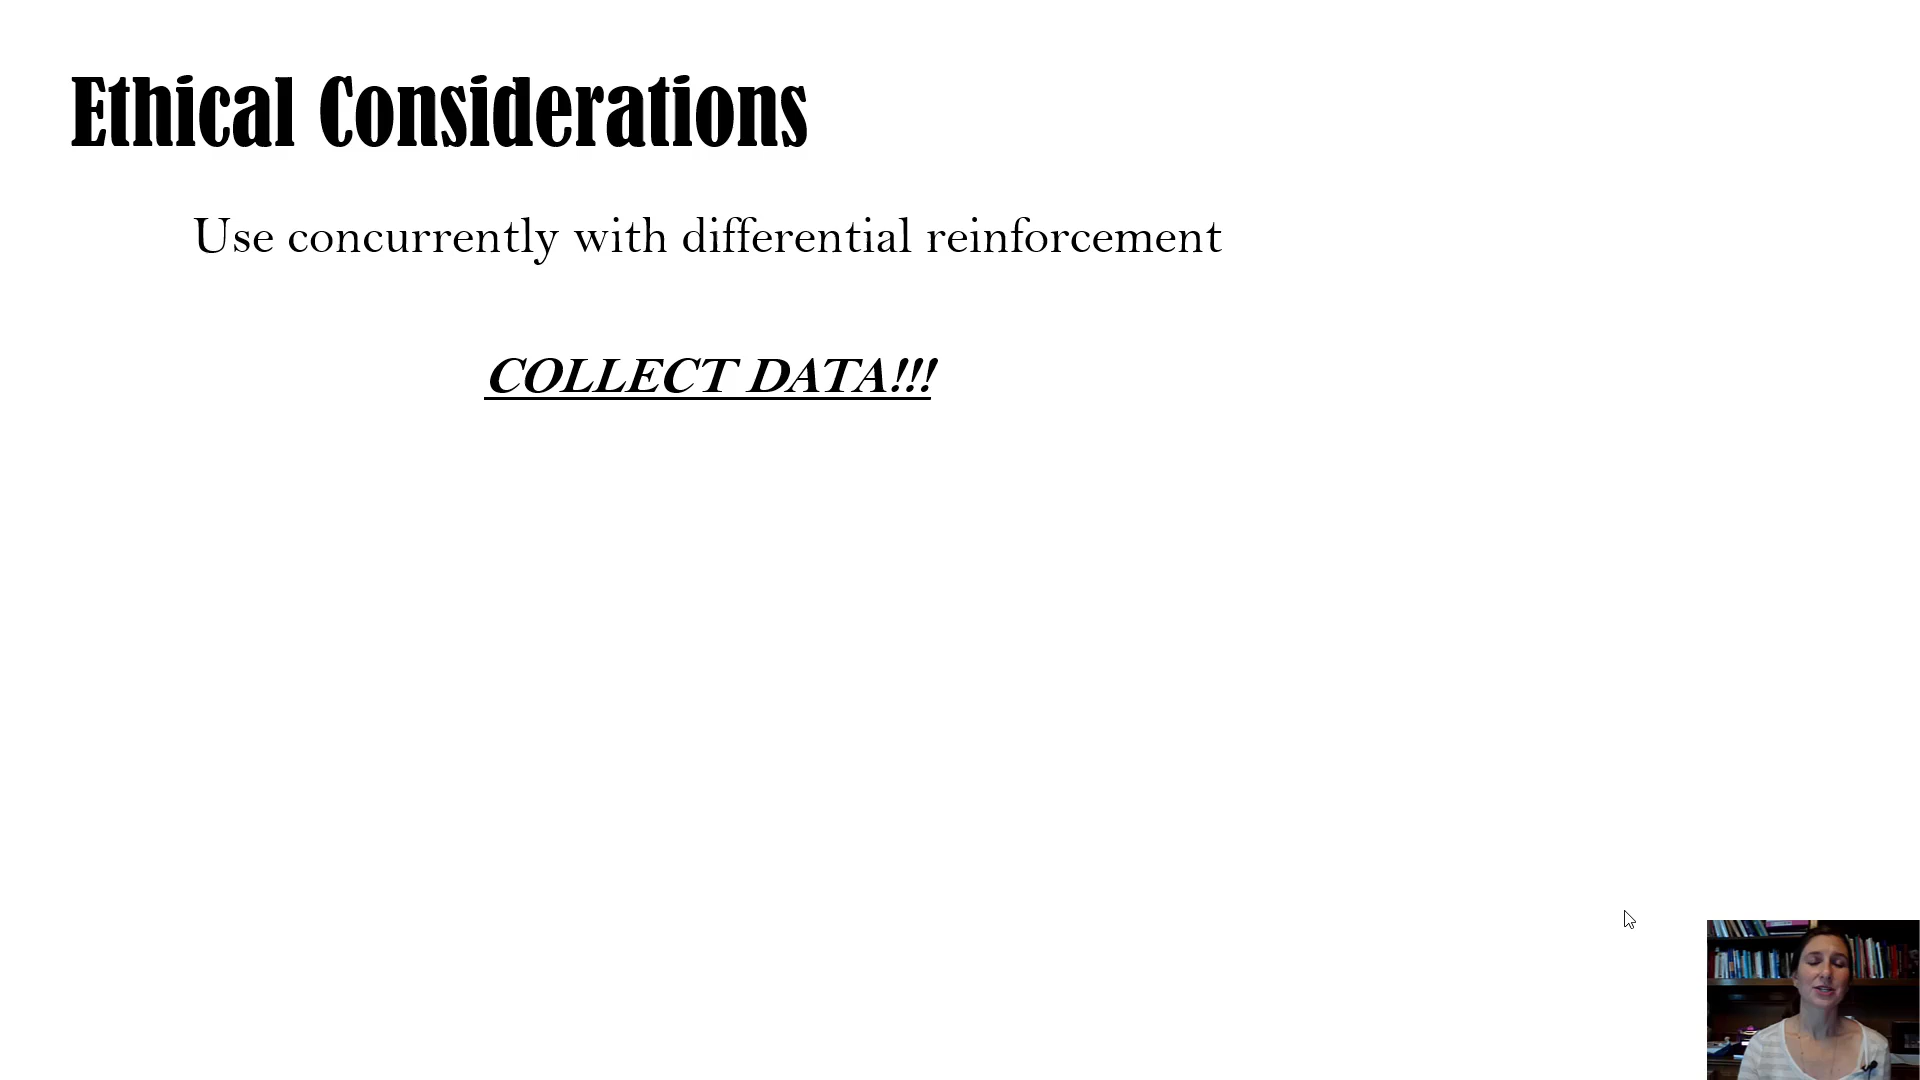 Ethical Considerations
Use concurrently with differential reinforcement
COLLECT DATA!!!